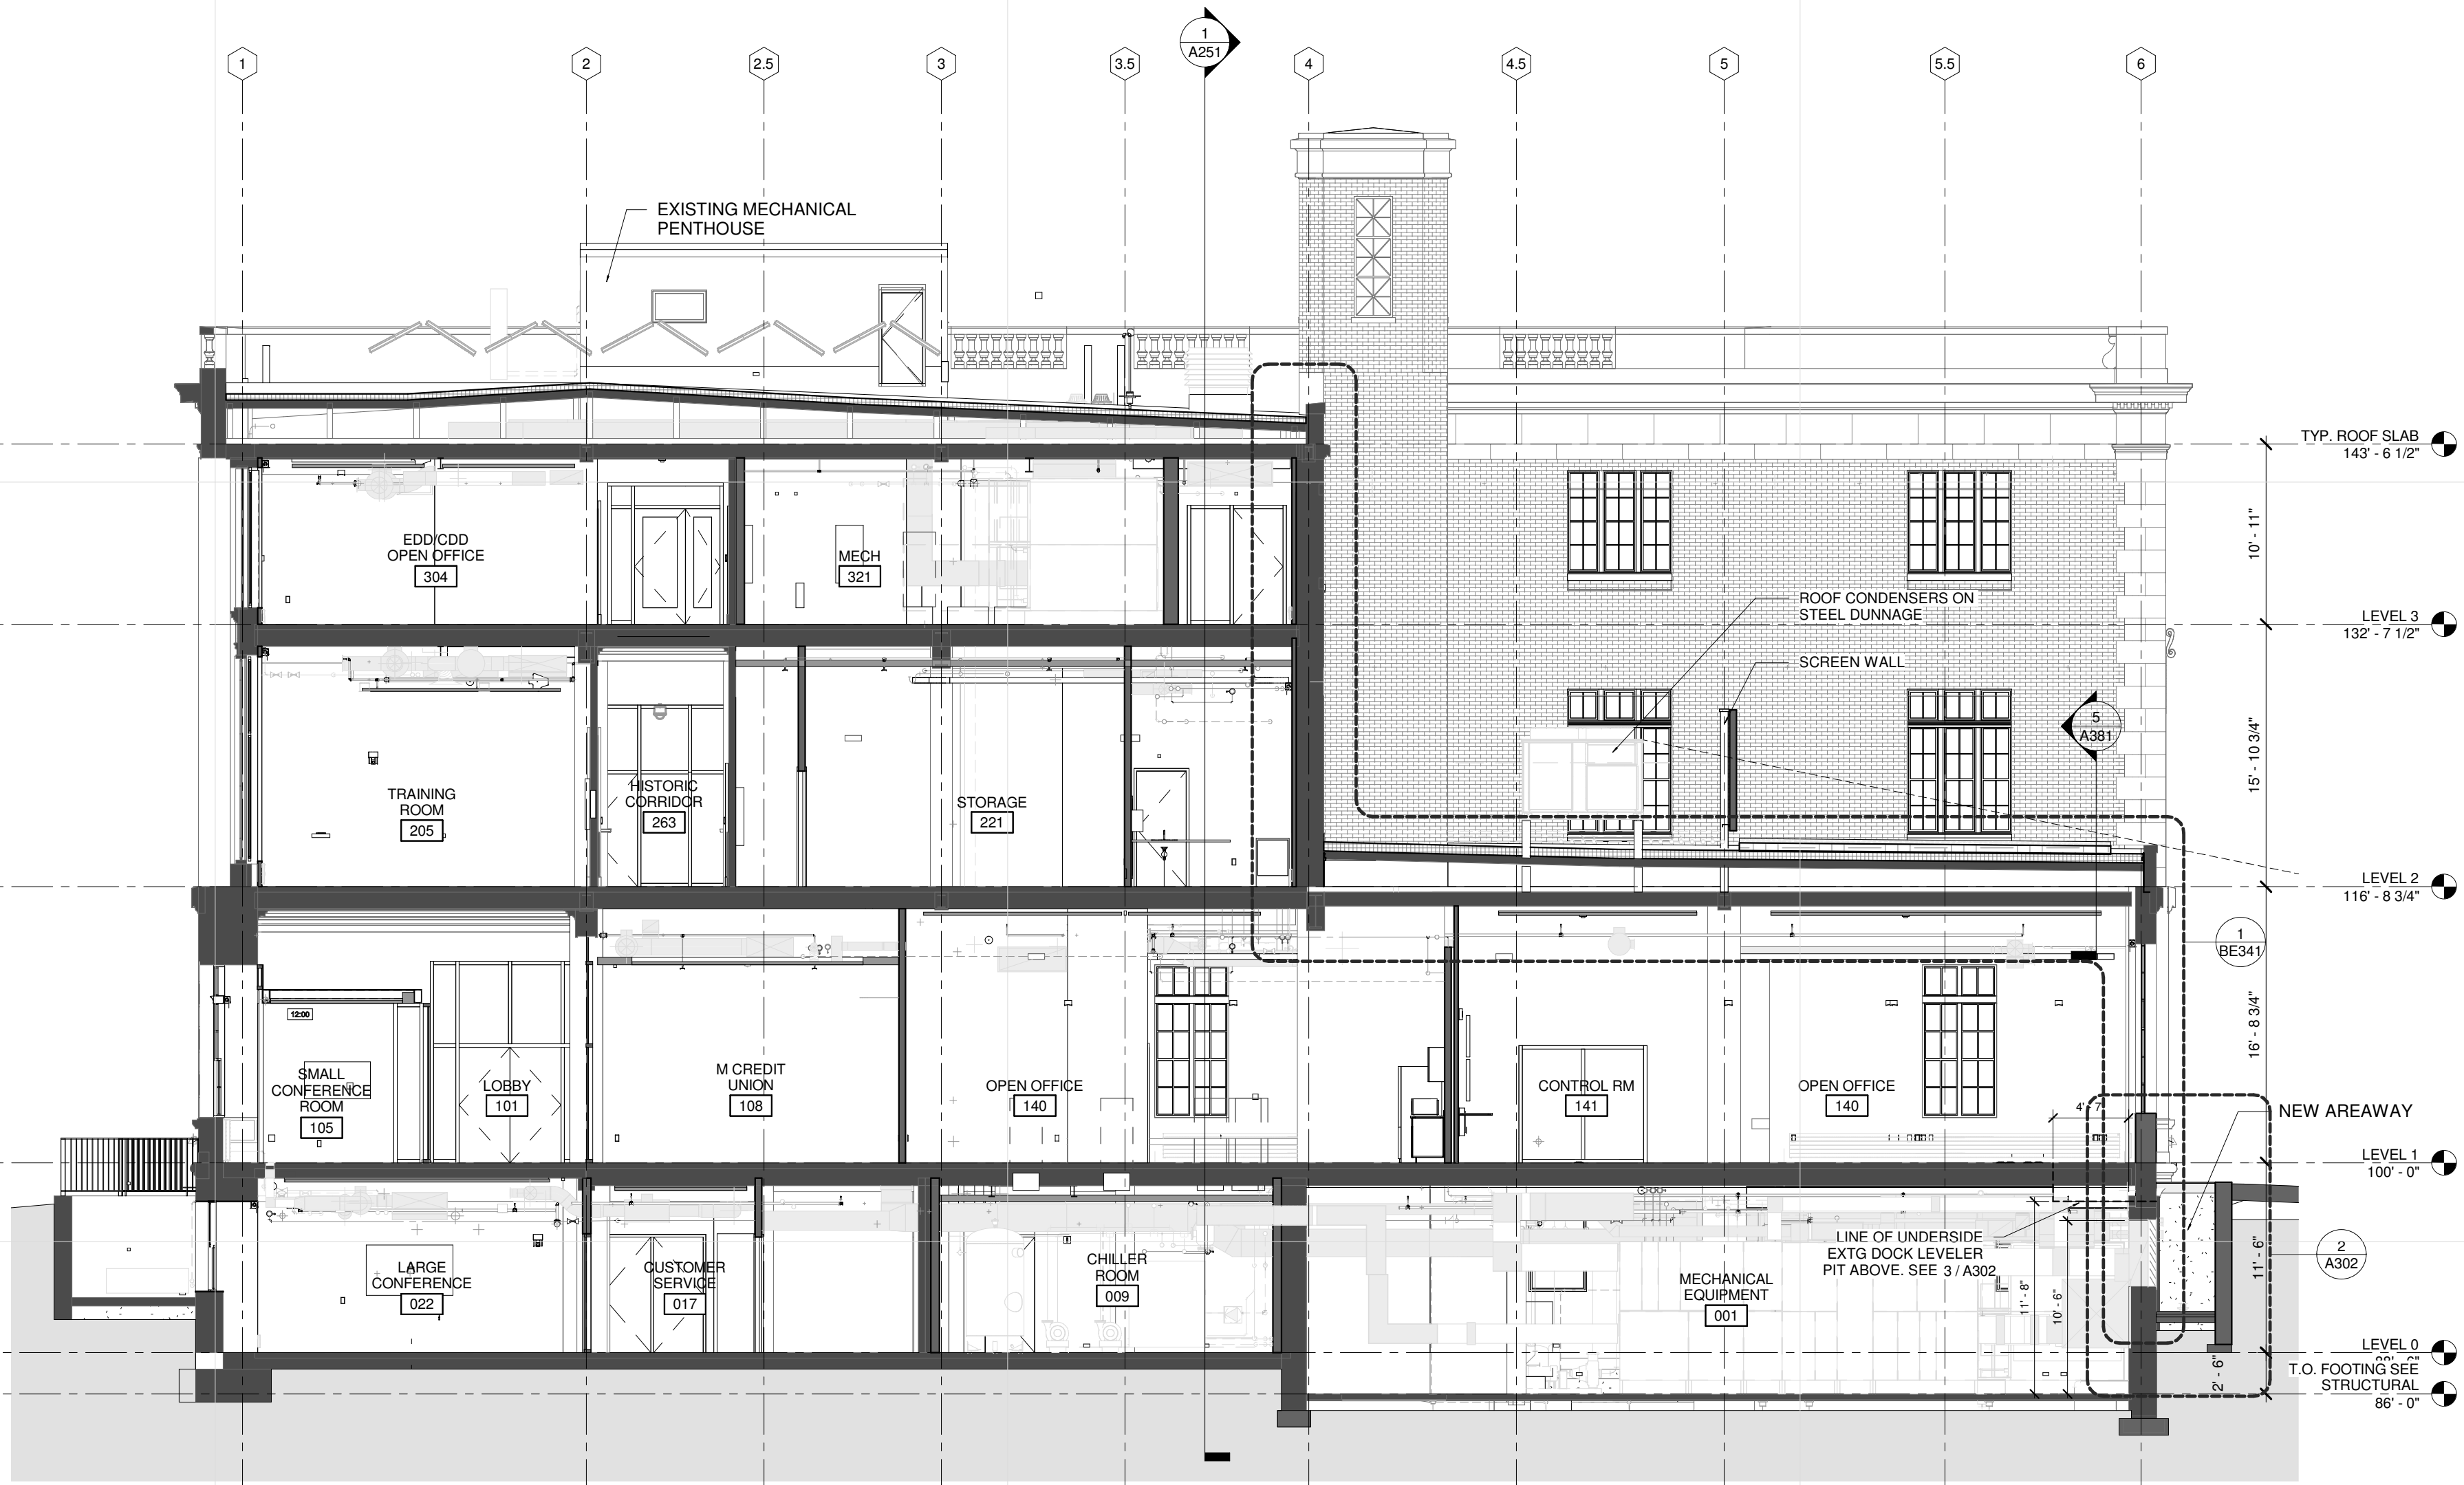 1
A251
1
2
2.5
3
3.5
4
4.5
5
5.5
6
EXISTING MECHANICAL
PENTHOUSE
TYP. ROOF SLAB
143' - 6 1/2"
10' - 11"
EDD/CDD
OPEN OFFICE
304
MECH
321
ROOF CONDENSERS ON
STEEL DUNNAGE
LEVEL 3
132' - 7 1/2"
SCREEN WALL
5
A381
15' - 10 3/4"
TRAINING
ROOM
205
HISTORIC
CORRIDOR
263
STORAGE
221
LEVEL 2
116' - 8 3/4"
1
BE341
16' - 8 3/4"
12:00
SMALL
CONFERENCE
ROOM
105
LOBBY
101
M CREDIT
UNION
108
OPEN OFFICE
140
CONTROL RM
141
OPEN OFFICE
140
4' - 7"
NEW AREAWAY
LEVEL 1
100' - 0"
LINE OF UNDERSIDE
EXTG DOCK LEVELER
PIT ABOVE. SEE 3 / A302
2
A302
11' - 6"
LARGE
CONFERENCE
022
CUSTOMER
SERVICE
017
CHILLER
ROOM
009
MECHANICAL
EQUIPMENT
001
11' - 8"
10' - 6"
LEVEL 0
2' - 6"
T.O. FOOTING SEE
STRUCTURAL
86' - 0"